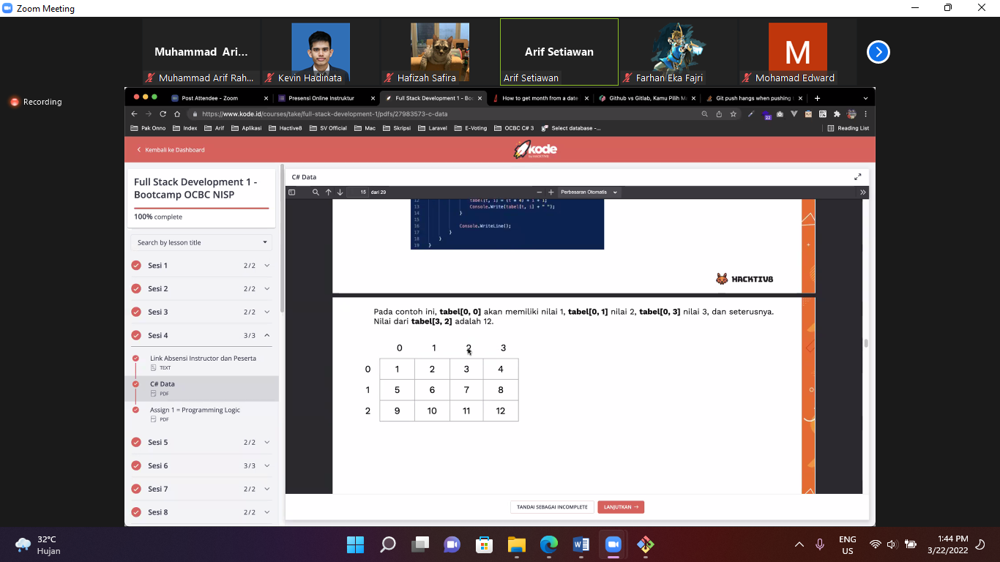 Zoom Meeting
Muhammad Ari...
Muhammad Arif Rah...
Kevin Hadinata
Hafizah Safira
Arif Setiawan
Arif Setiawan
Farhan Eka Fajri
M
Mohamad Edward
Recording
Post Attendee - Zoom
Presensi Online Instruktur
Full Stack Development 1 - Boo
How to get month from a date
Github vs Gitlab, Kamu Pilih M
Git push hangs when pushing
https://www.kode.id/courses/take/full-stack-development-1/pdfs/27983573-c-data
22
Pak Onno
Index
Arif
Aplikasi
Hactive8
SV Official
Mac
Skripsi
Laravel
E-Voting
OCBC C# 3
Select database -...
Reading List
Kembali ke Dashboard
kode
by HACKTIV8
Full Stack Development 1 -
Bootcamp OCBC NISP
100% complete
Search by lesson title
Sesi 1 2/2
Sesi 2 2/2
Sesi 3 2/2
Sesi 4 3/3
Link Absensi Instructor dan Peserta
TEXT
C# Data
PDF
Assign 1 = Programming Logic
PDF
Sesi 5 2/2
Sesi 6 3/3
Sesi 7 2/2
Sesi 8 2/2
C# Data
15 dari 29
Perbesaran Otomatis
12 tabel[t, i] = (t * 4) + i + 1;
13 Console.Write(tabel[t, i] + " ");
14 }
15
16 Console.WriteLine();
17 }
18 }
19 }
HACKTIV8
Pada contoh ini, tabel[0, 0] akan memiliki nilai 1, tabel[0, 1] nilai 2, tabel[0, 3] nilai 3, dan seterusnya.
Nilai dari tabel[3, 2] adalah 12.
0 1 2 3
0 1 2 3 4
1 5 6 7 8
2 9 10 11 12
TANDAI SEBAGAI INCOMPLETE
LANJUTKAN →
32°C
Hujan
ENG
US
1:44 PM
3/22/2022